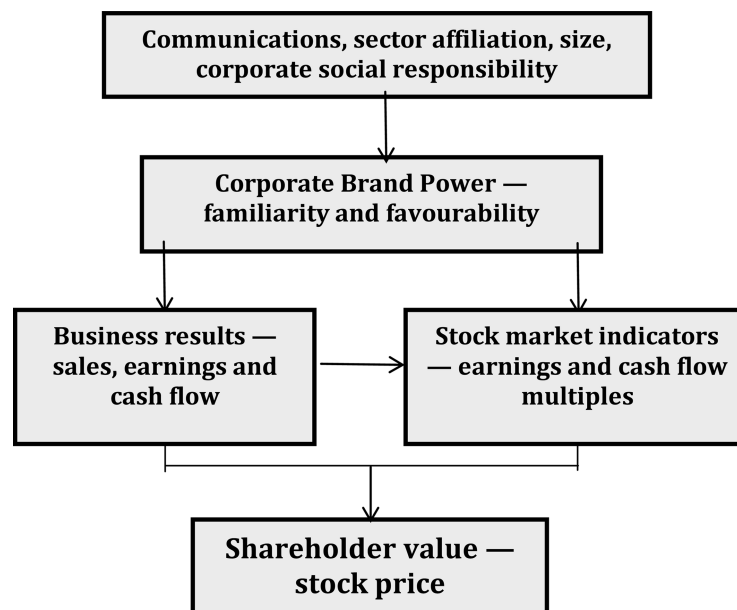 Communications, sector affiliation, size,
corporate social responsibility
Corporate Brand Power —
familiarity and favourability
Business results —
sales, earnings and
cash flow
Stock market indicators
— earnings and cash flow
multiples
Shareholder value —
stock price